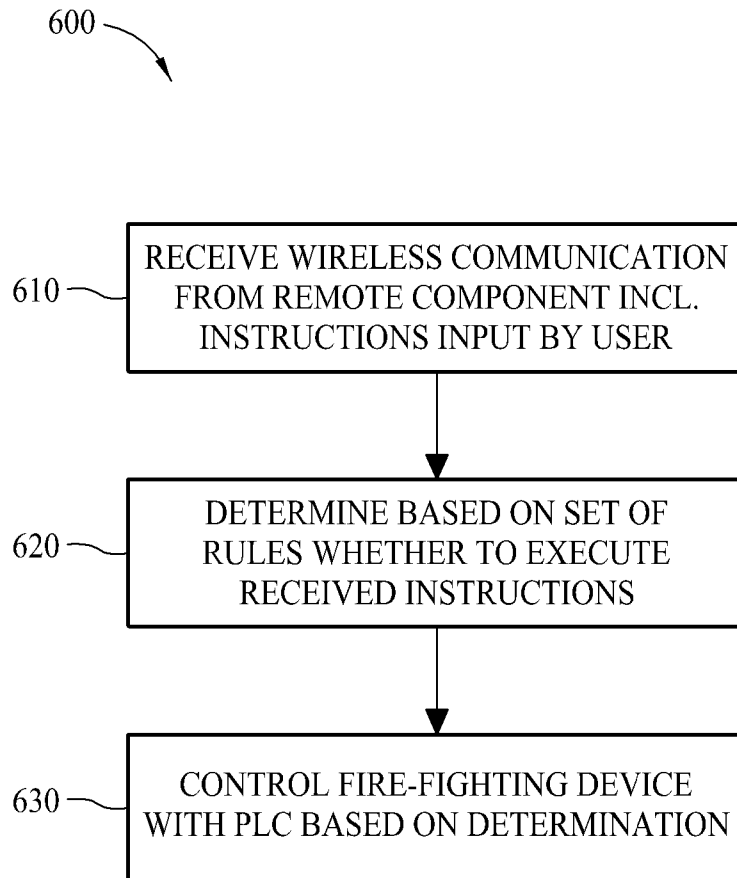 600
610
RECEIVE WIRELESS COMMUNICATION
FROM REMOTE COMPONENT INCL.
INSTRUCTIONS INPUT BY USER
620
DETERMINE BASED ON SET OF
RULES WHETHER TO EXECUTE
RECEIVED INSTRUCTIONS
630
CONTROL FIRE-FIGHTING DEVICE
WITH PLC BASED ON DETERMINATION